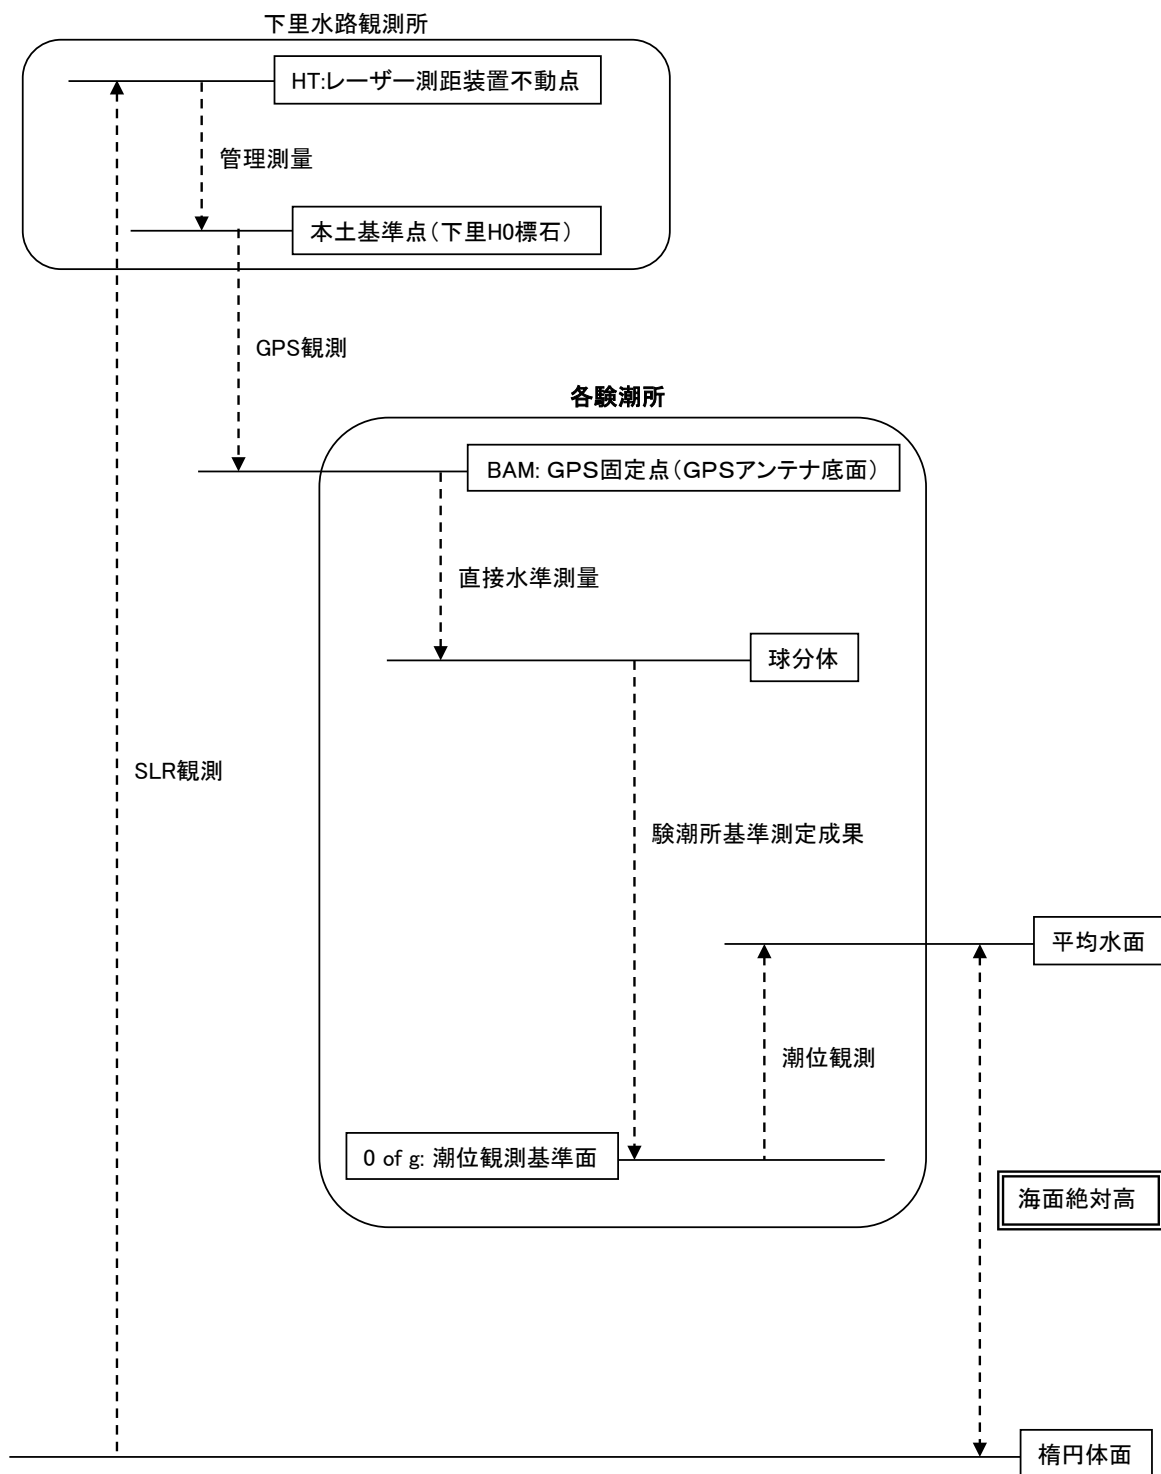 下里水路観測所
HT:レーザー測距装置不動点
管理測量
本土基準点(下里H0標石)
GPS観測
各験潮所
BAM: GPS固定点(GPSアンテナ底面)
直接水準測量
球分体
SLR観測
験潮所基準測定成果
平均水面
潮位観測
0 of g: 潮位観測基準面
海面絶対高
楕円体面